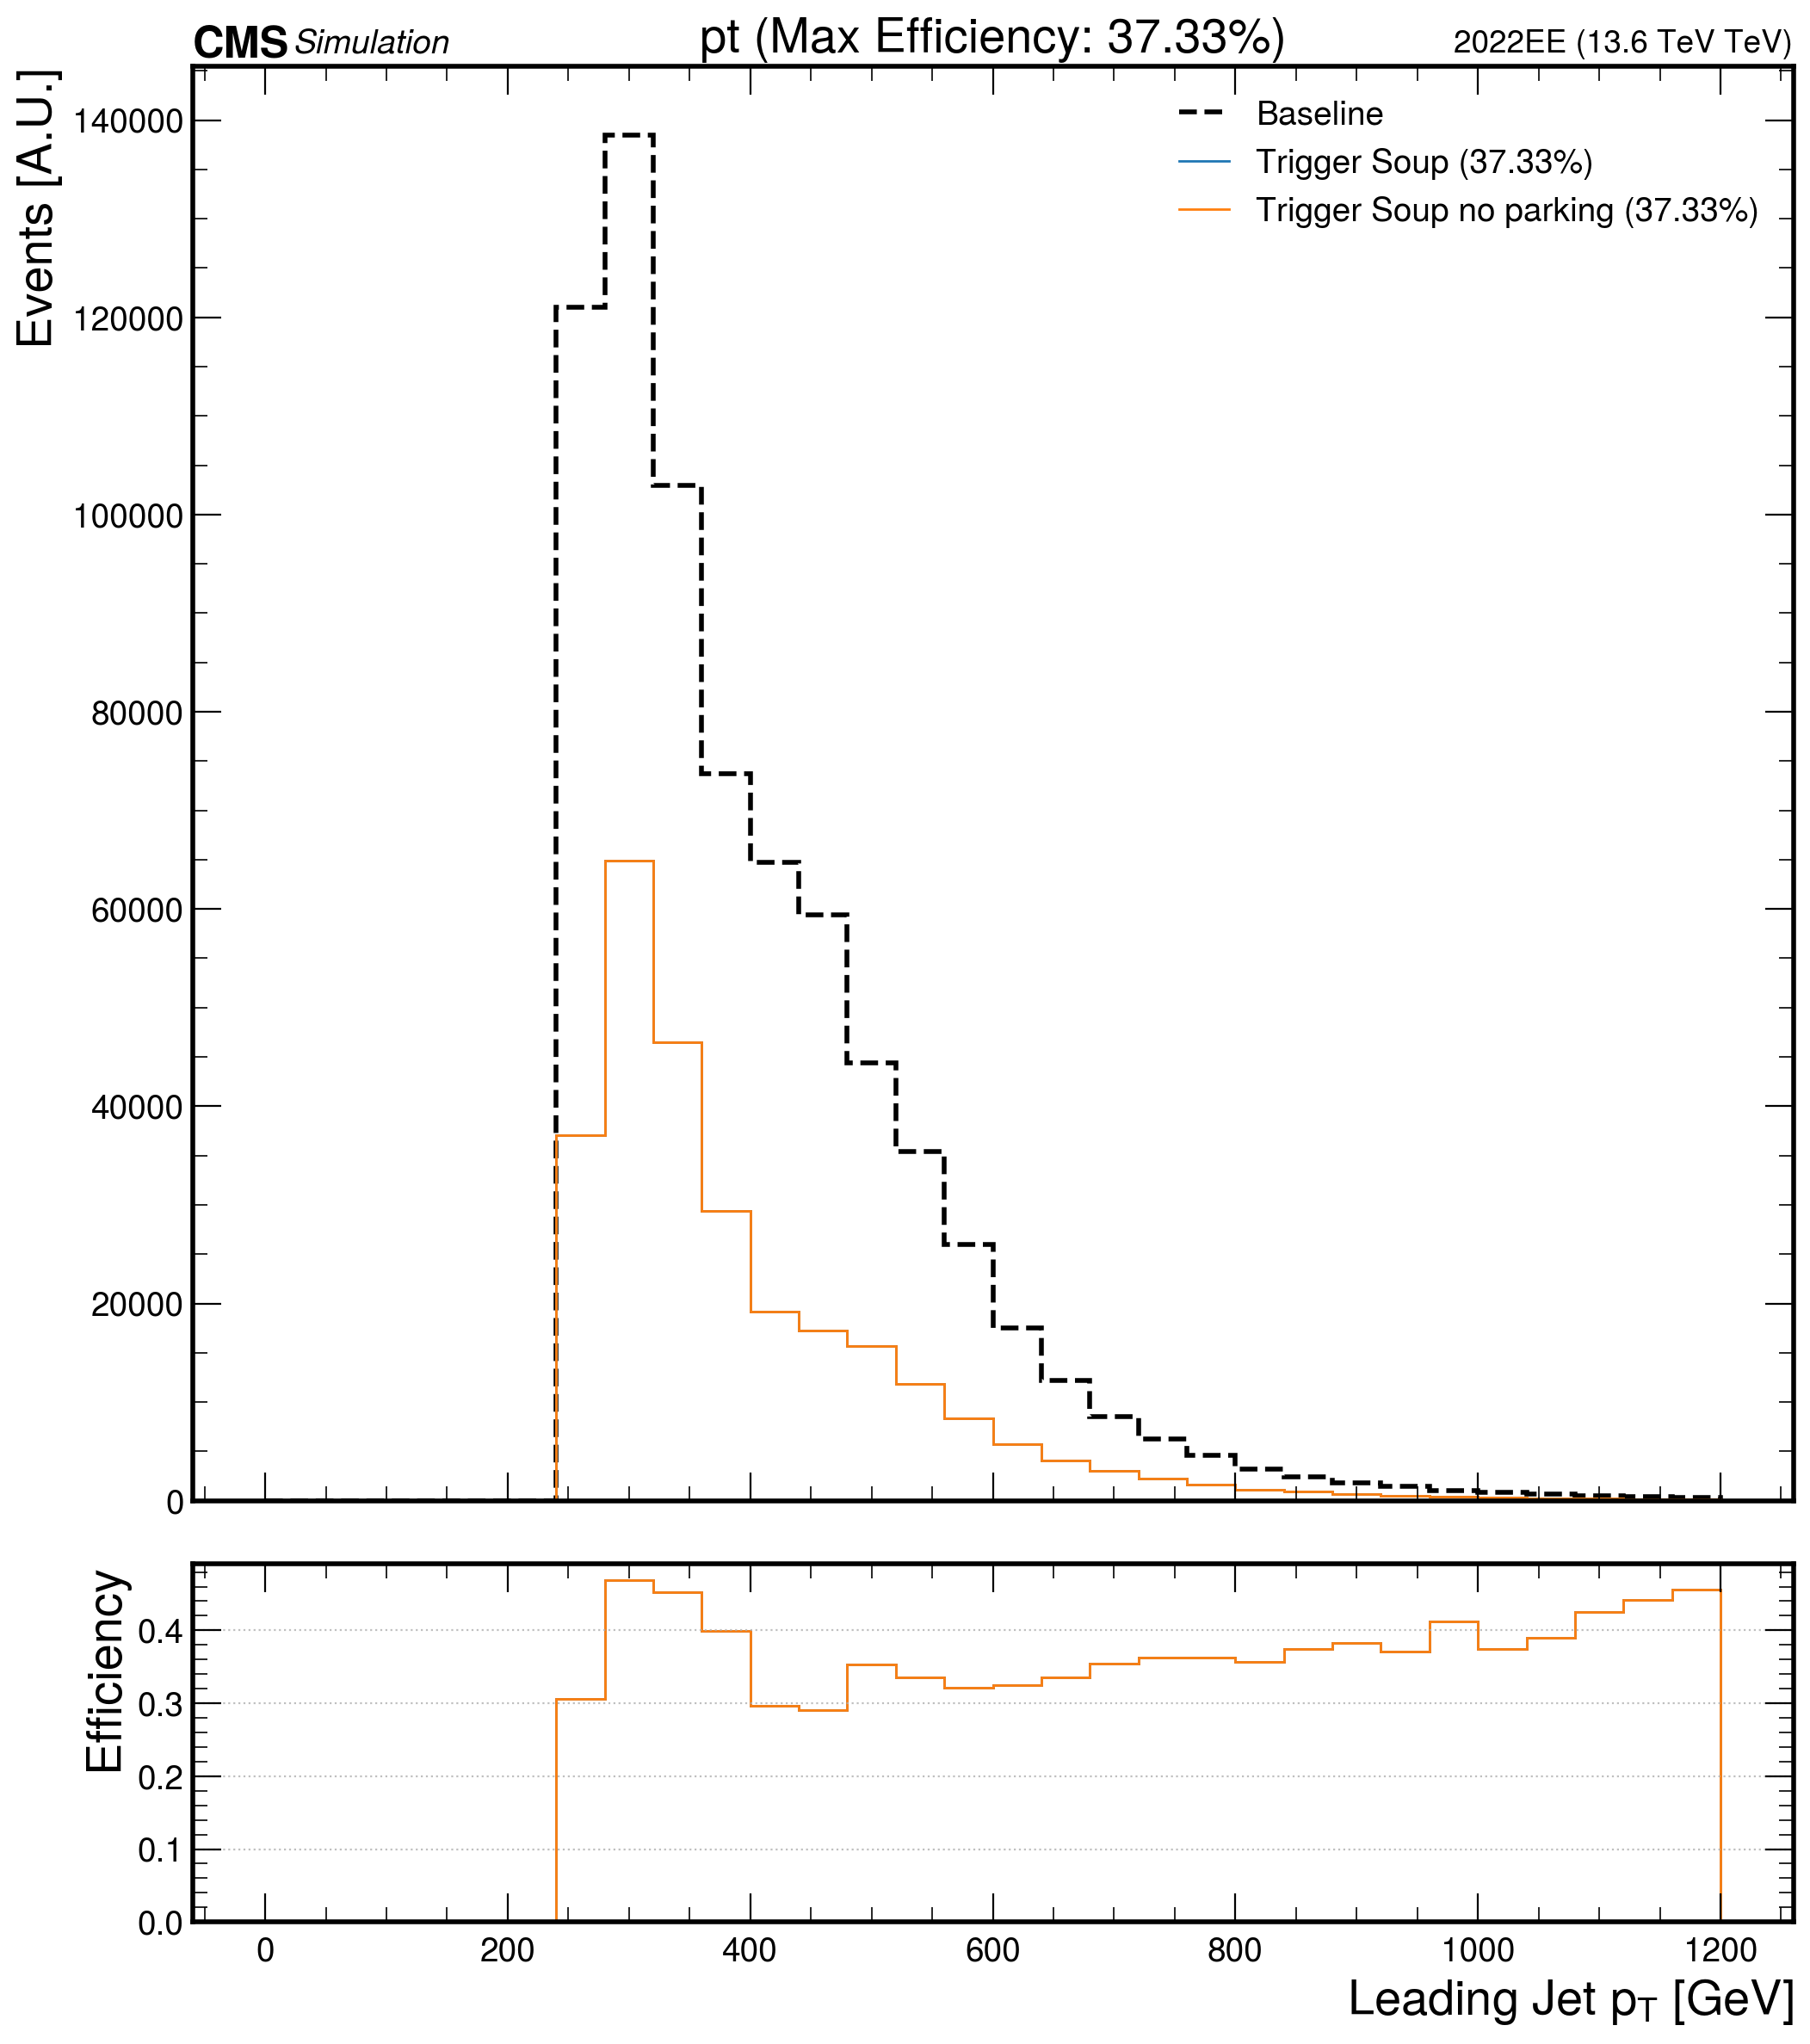 CMS Simulation pt (Max Efficiency: 37.33%) 2022EE (13.6 TeV TeV)
Events [A.U.]
Baseline
Trigger Soup (37.33%)
Trigger Soup no parking (37.33%)
140000
120000
100000
80000
60000
40000
20000
0
Efficiency
0.4
0.3
0.2
0.1
0.0
0 200 400 600 800 1000 1200
Leading Jet pT [GeV]